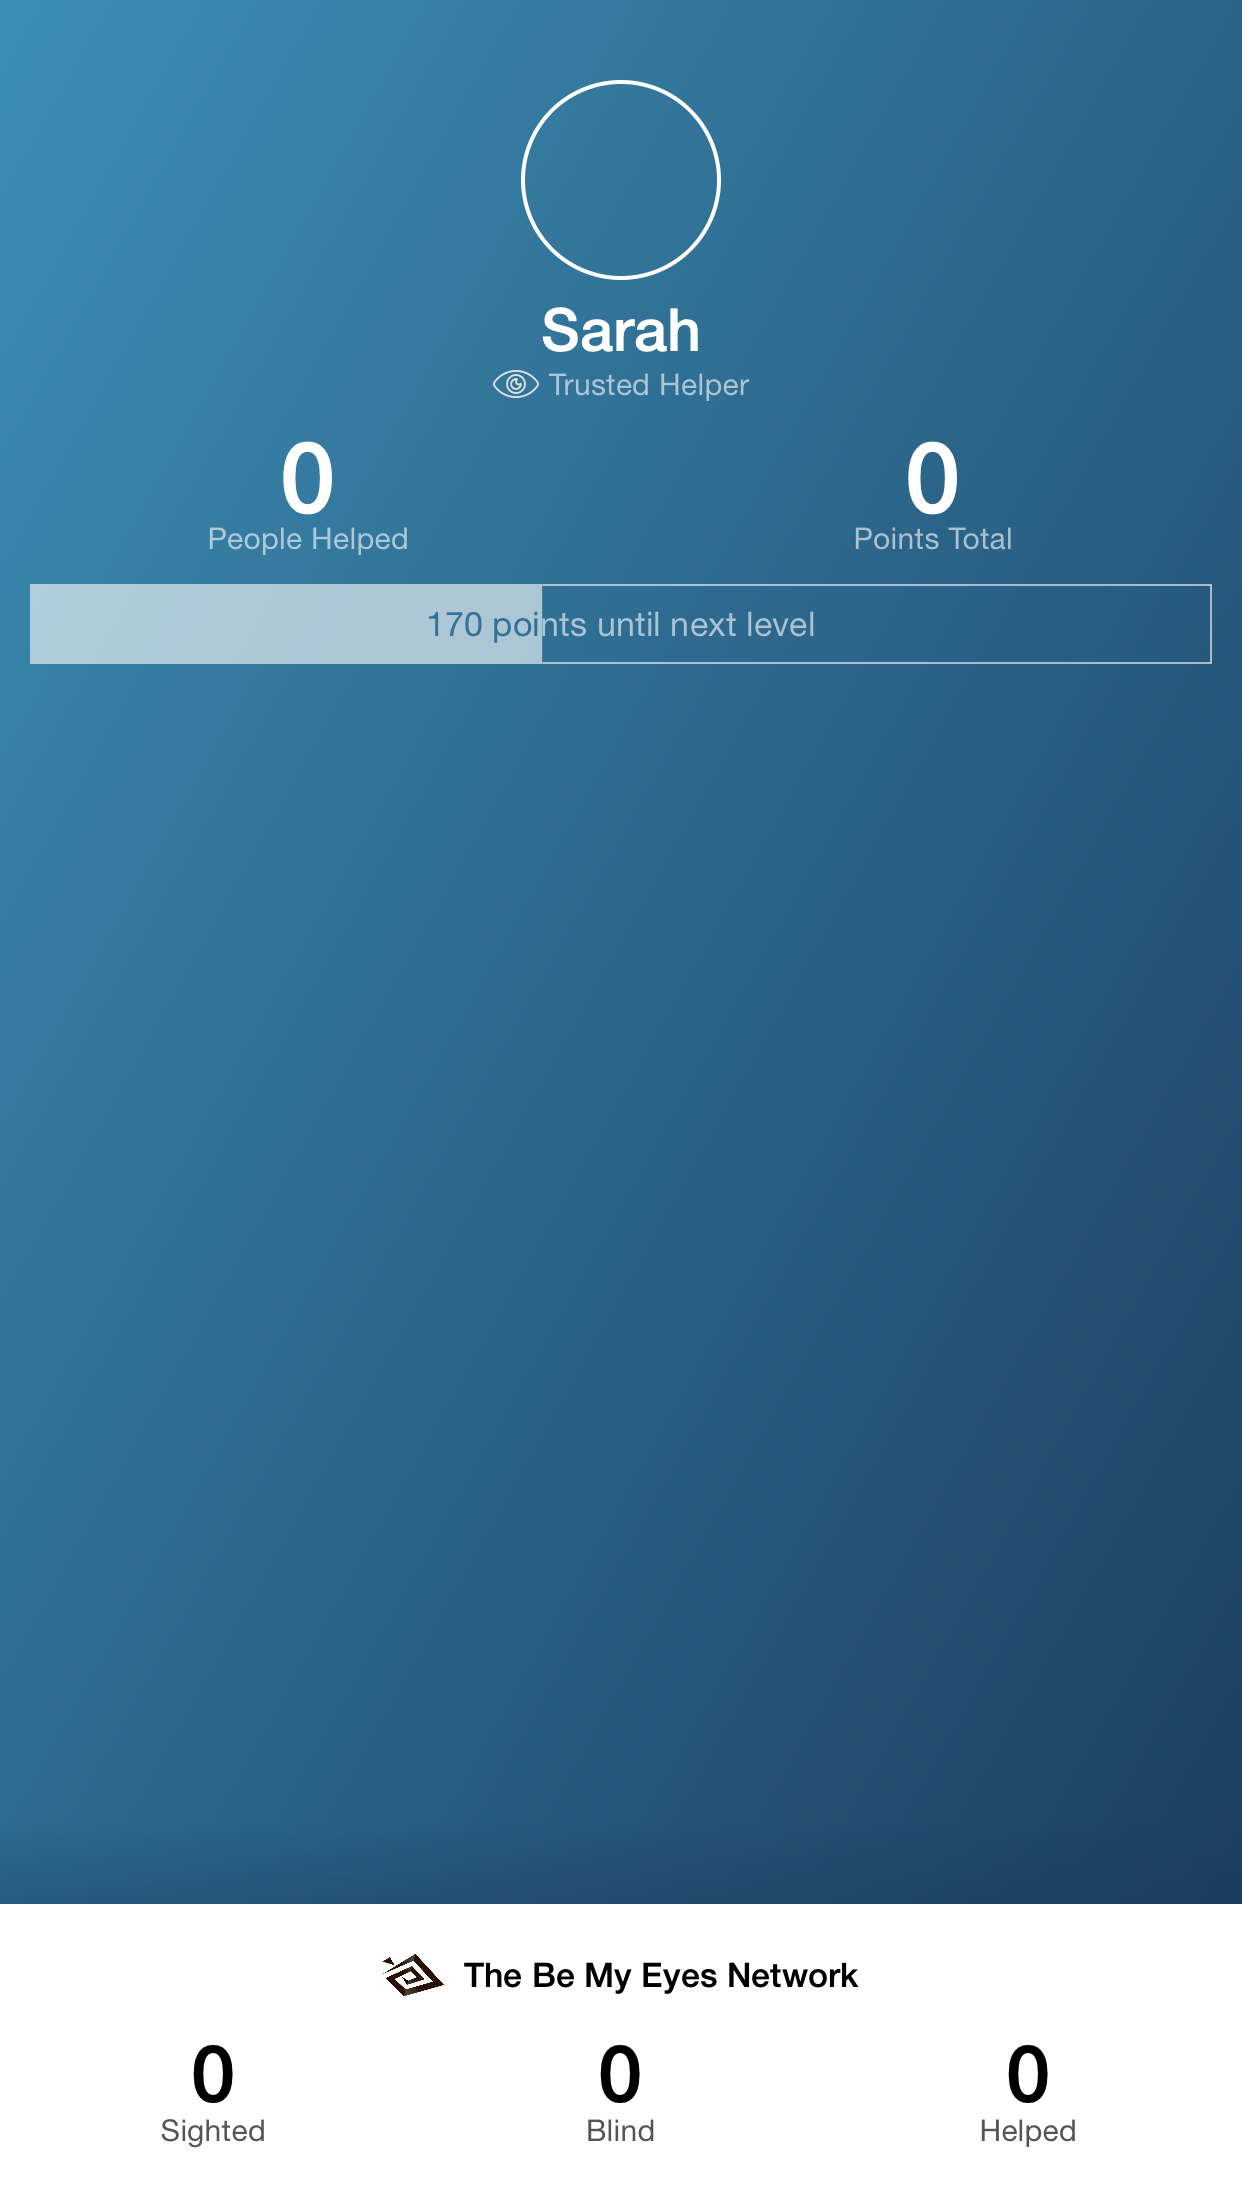 Sarah
Trusted Helper
0
People Helped
0
Points Total
170 points until next level
The Be My Eyes Network
0
Sighted
0
Blind
0
Helped